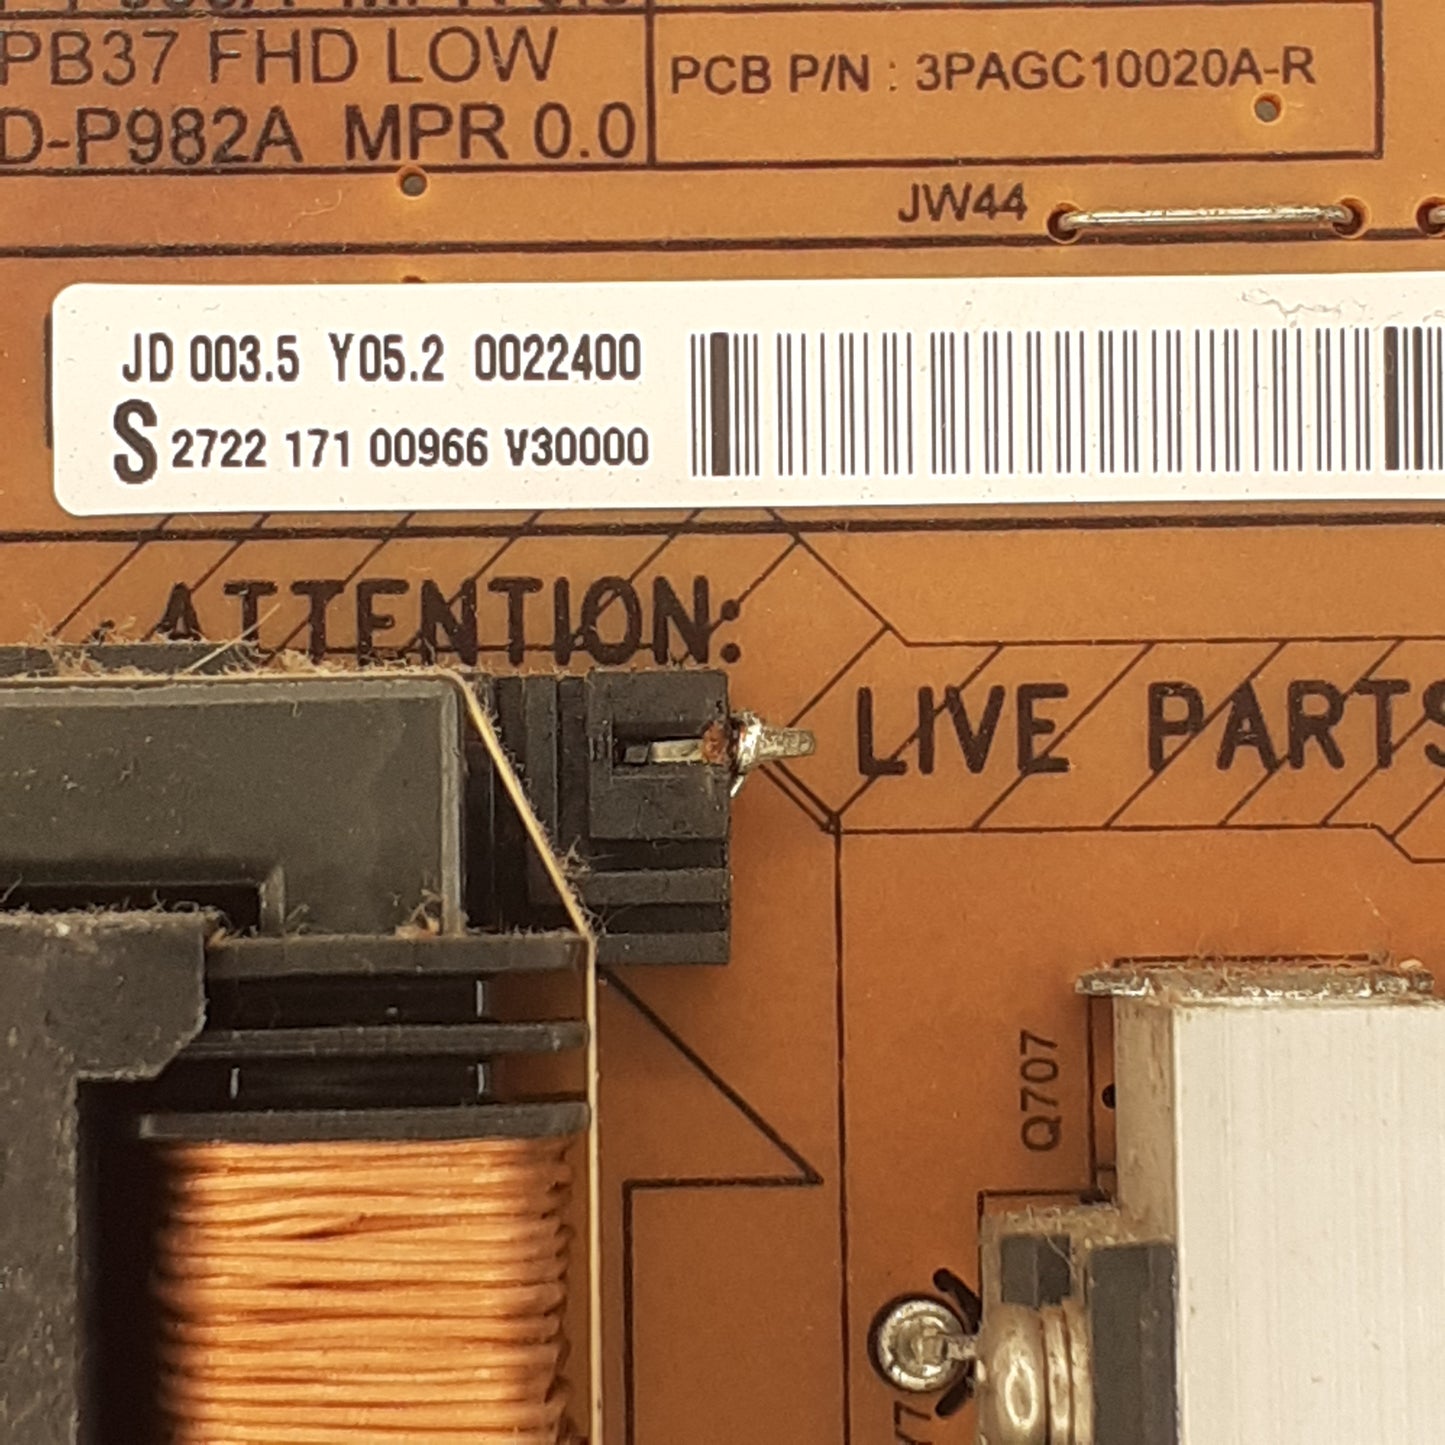 PB37 FHD LOW
D-P982A MPR 0.0
PCB P/N : 3PAGC10020A-R
JW44
JD 003.5 Y05.2 0022400
S 2722 171 00966 V30000
ATTENTION:
LIVE PARTS
Q707